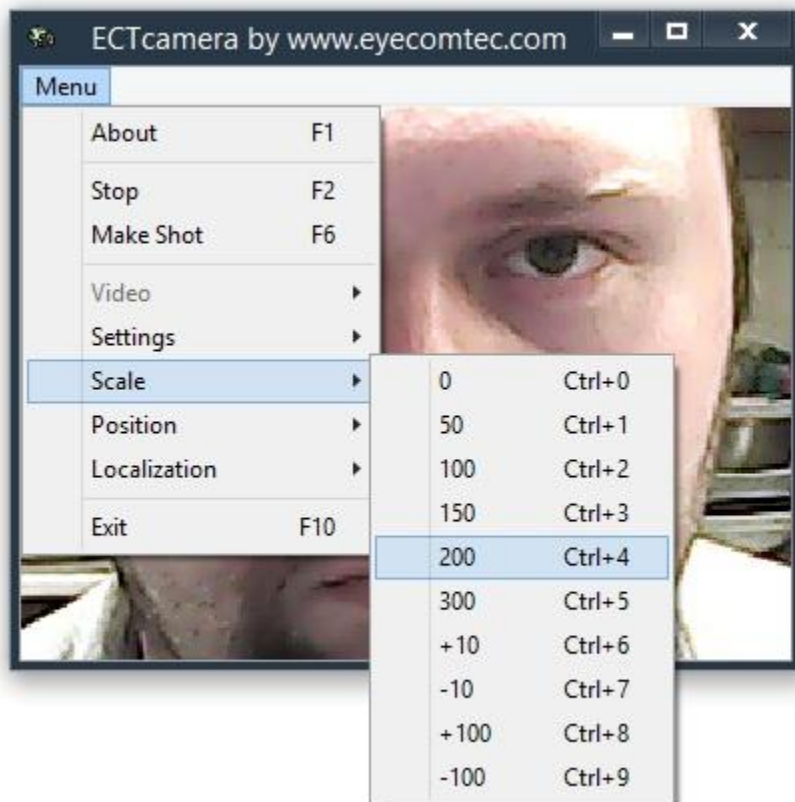 ECTcamera by www.eyecomtec.com
Menu
About F1
Stop F2
Make Shot F6
Video
Settings
Scale
Position
Localization
Exit F10
0 Ctrl+0
50 Ctrl+1
100 Ctrl+2
150 Ctrl+3
200 Ctrl+4
300 Ctrl+5
+10 Ctrl+6
-10 Ctrl+7
+100 Ctrl+8
-100 Ctrl+9